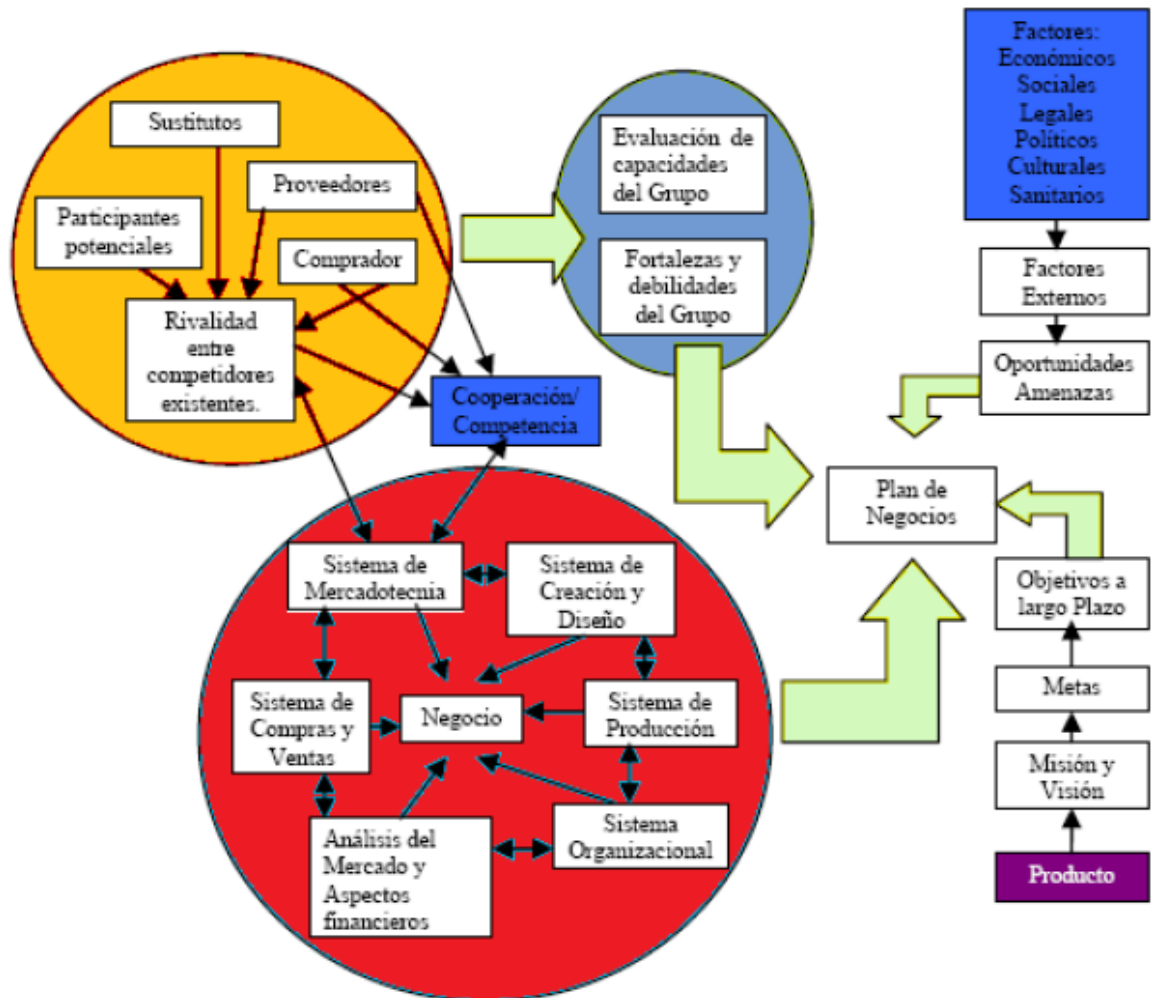 Sustitutos
Proveedores
Participantes
potenciales
Comprador
Rivalidad
entre
competidores
existentes.
Evaluación de
capacidades
del Grupo
Fortalezas y
debilidades
del Grupo
Cooperación/
Competencia
Factores:
Económicos
Sociales
Legales
Políticos
Culturales
Sanitarios
Factores
Externos
Oportunidades
Amenazas
Plan de
Negocios
Objetivos a
largo Plazo
Metas
Misión y
Visión
Producto
Sistema de
Mercadotecnia
Sistema de
Creación y
Diseño
Sistema de
Compras y
Ventas
Negocio
Sistema de
Producción
Análisis del
Mercado y
Aspectos
financieros
Sistema
Organizacional